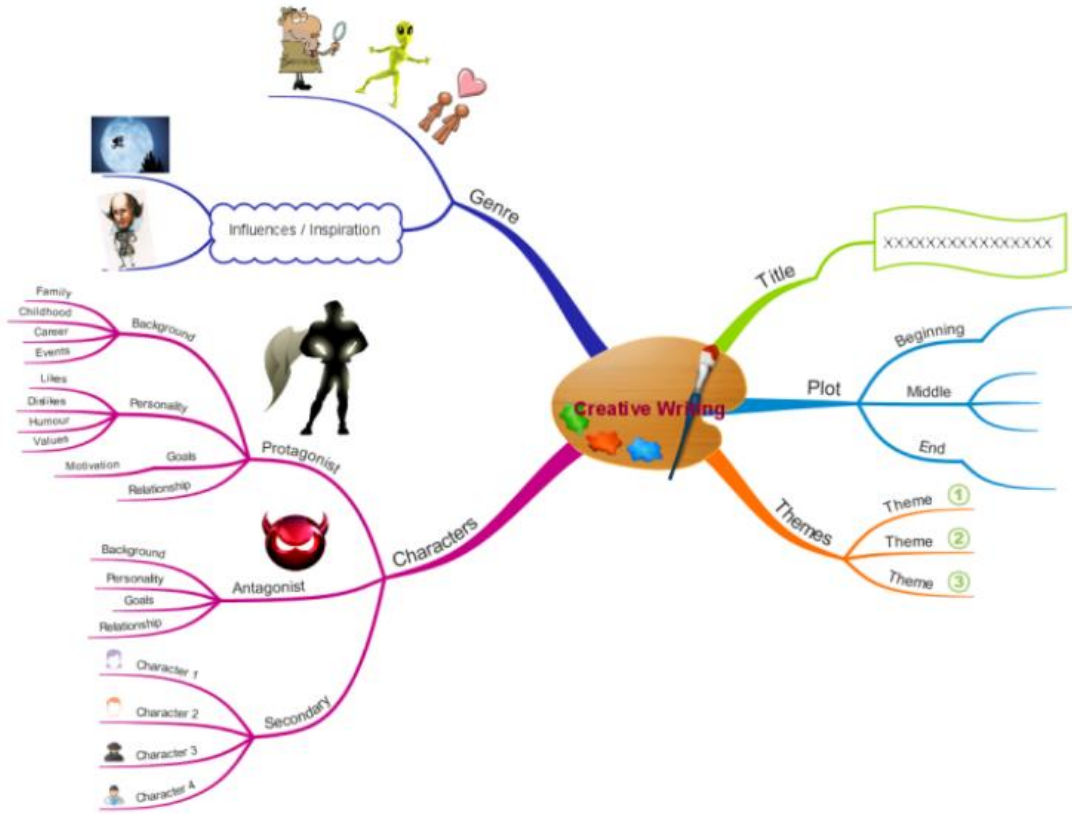 Creative Writing
Title
XXXXXXXXXXXXXXXX
Plot
Beginning
Middle
End
Themes
Theme 1
Theme 2
Theme 3
Characters
Protagonist
Background
Family
Childhood
Career
Events
Personality
Likes
Dislikes
Humour
Values
Goals
Motivation
Relationship
Antagonist
Background
Personality
Goals
Relationship
Secondary
Character 1
Character 2
Character 3
Character 4
Genre
Influences / Inspiration